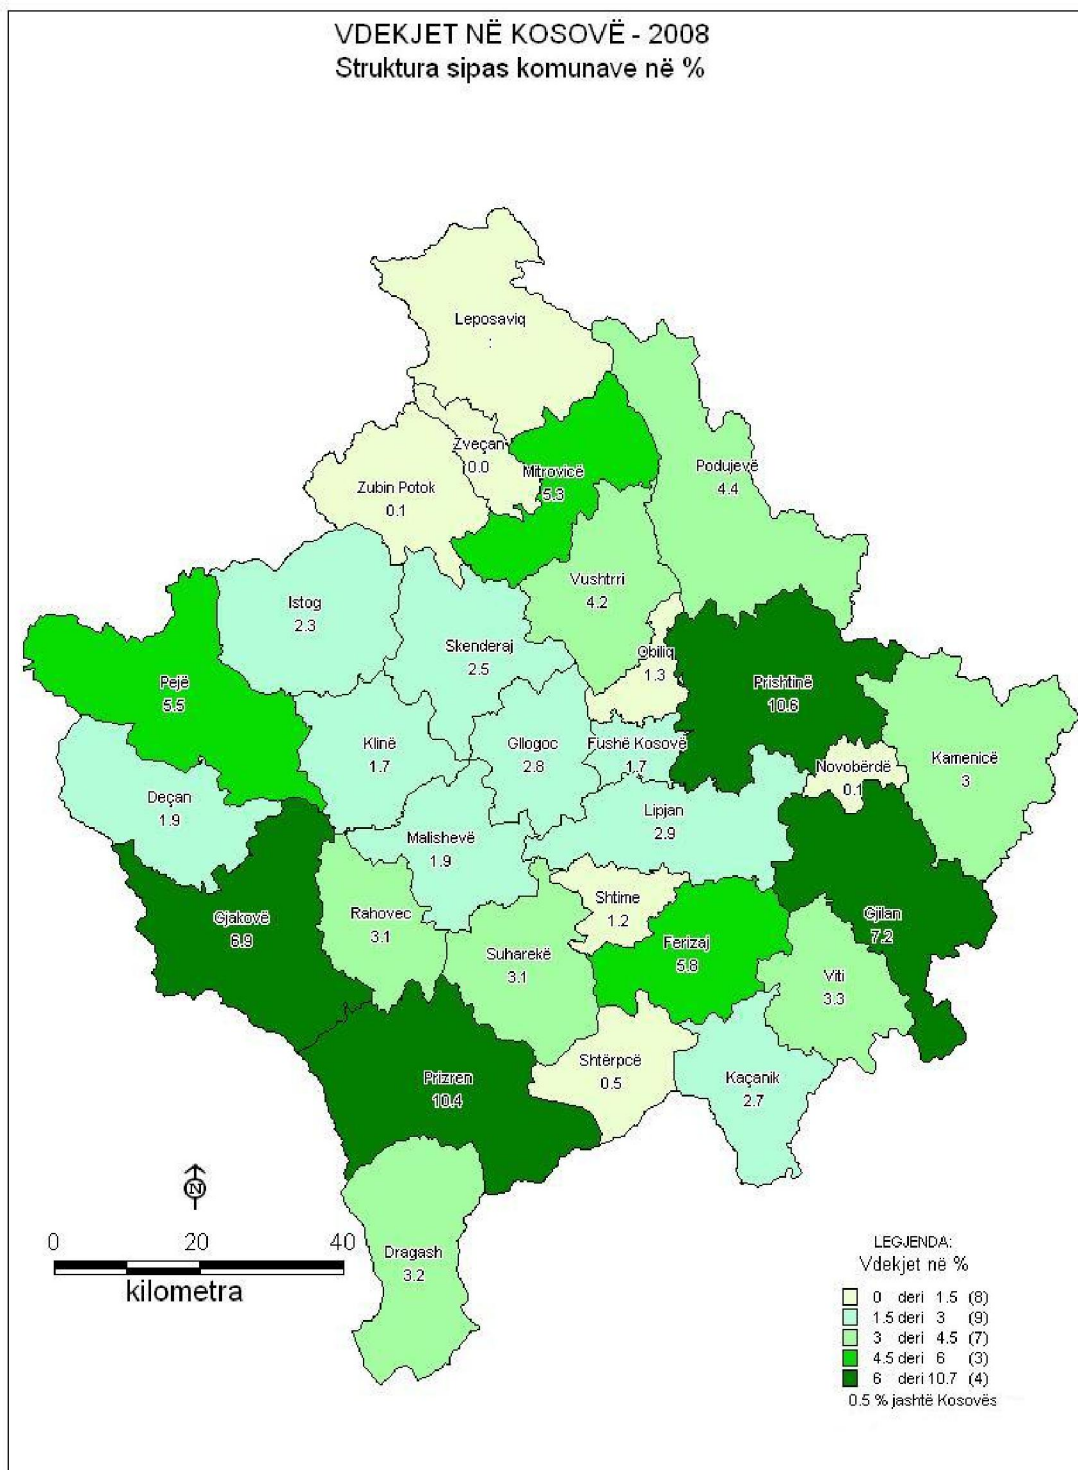 VDEKJET NË KOSOVË - 2008
Struktura sipas komunave në %
Leposaviq
:
Zveçan
0.0
Mitrovicë
5.3
Podujevë
4.4
Zubin Potok
0.1
Vushtrri
4.2
Istog
2.3
Skenderaj
2.5
Obiliq
1.3
Pejë
5.5
Prishtinë
10.6
Klinë
1.7
Gllogoc
2.8
Fushë Kosovë
1.7
Novobërdë
0.1
Kamenicë
3
Deçan
1.9
Malishevë
1.9
Lipjan
2.9
Gjakovë
6.9
Rahovec
3.1
Shtime
1.2
Gjilan
7.2
Suharekë
3.1
Ferizaj
5.8
Viti
3.3
Prizren
10.4
Shtërpcë
0.5
Kaçanik
2.7
Dragash
3.2
N
0 20 40
kilometra
LEGJENDA:
Vdekjet në %
0 deri 1.5 (8)
1.5 deri 3 (9)
3 deri 4.5 (7)
4.5 deri 6 (3)
6 deri 10.7 (4)
0.5 % jashtë Kosovës